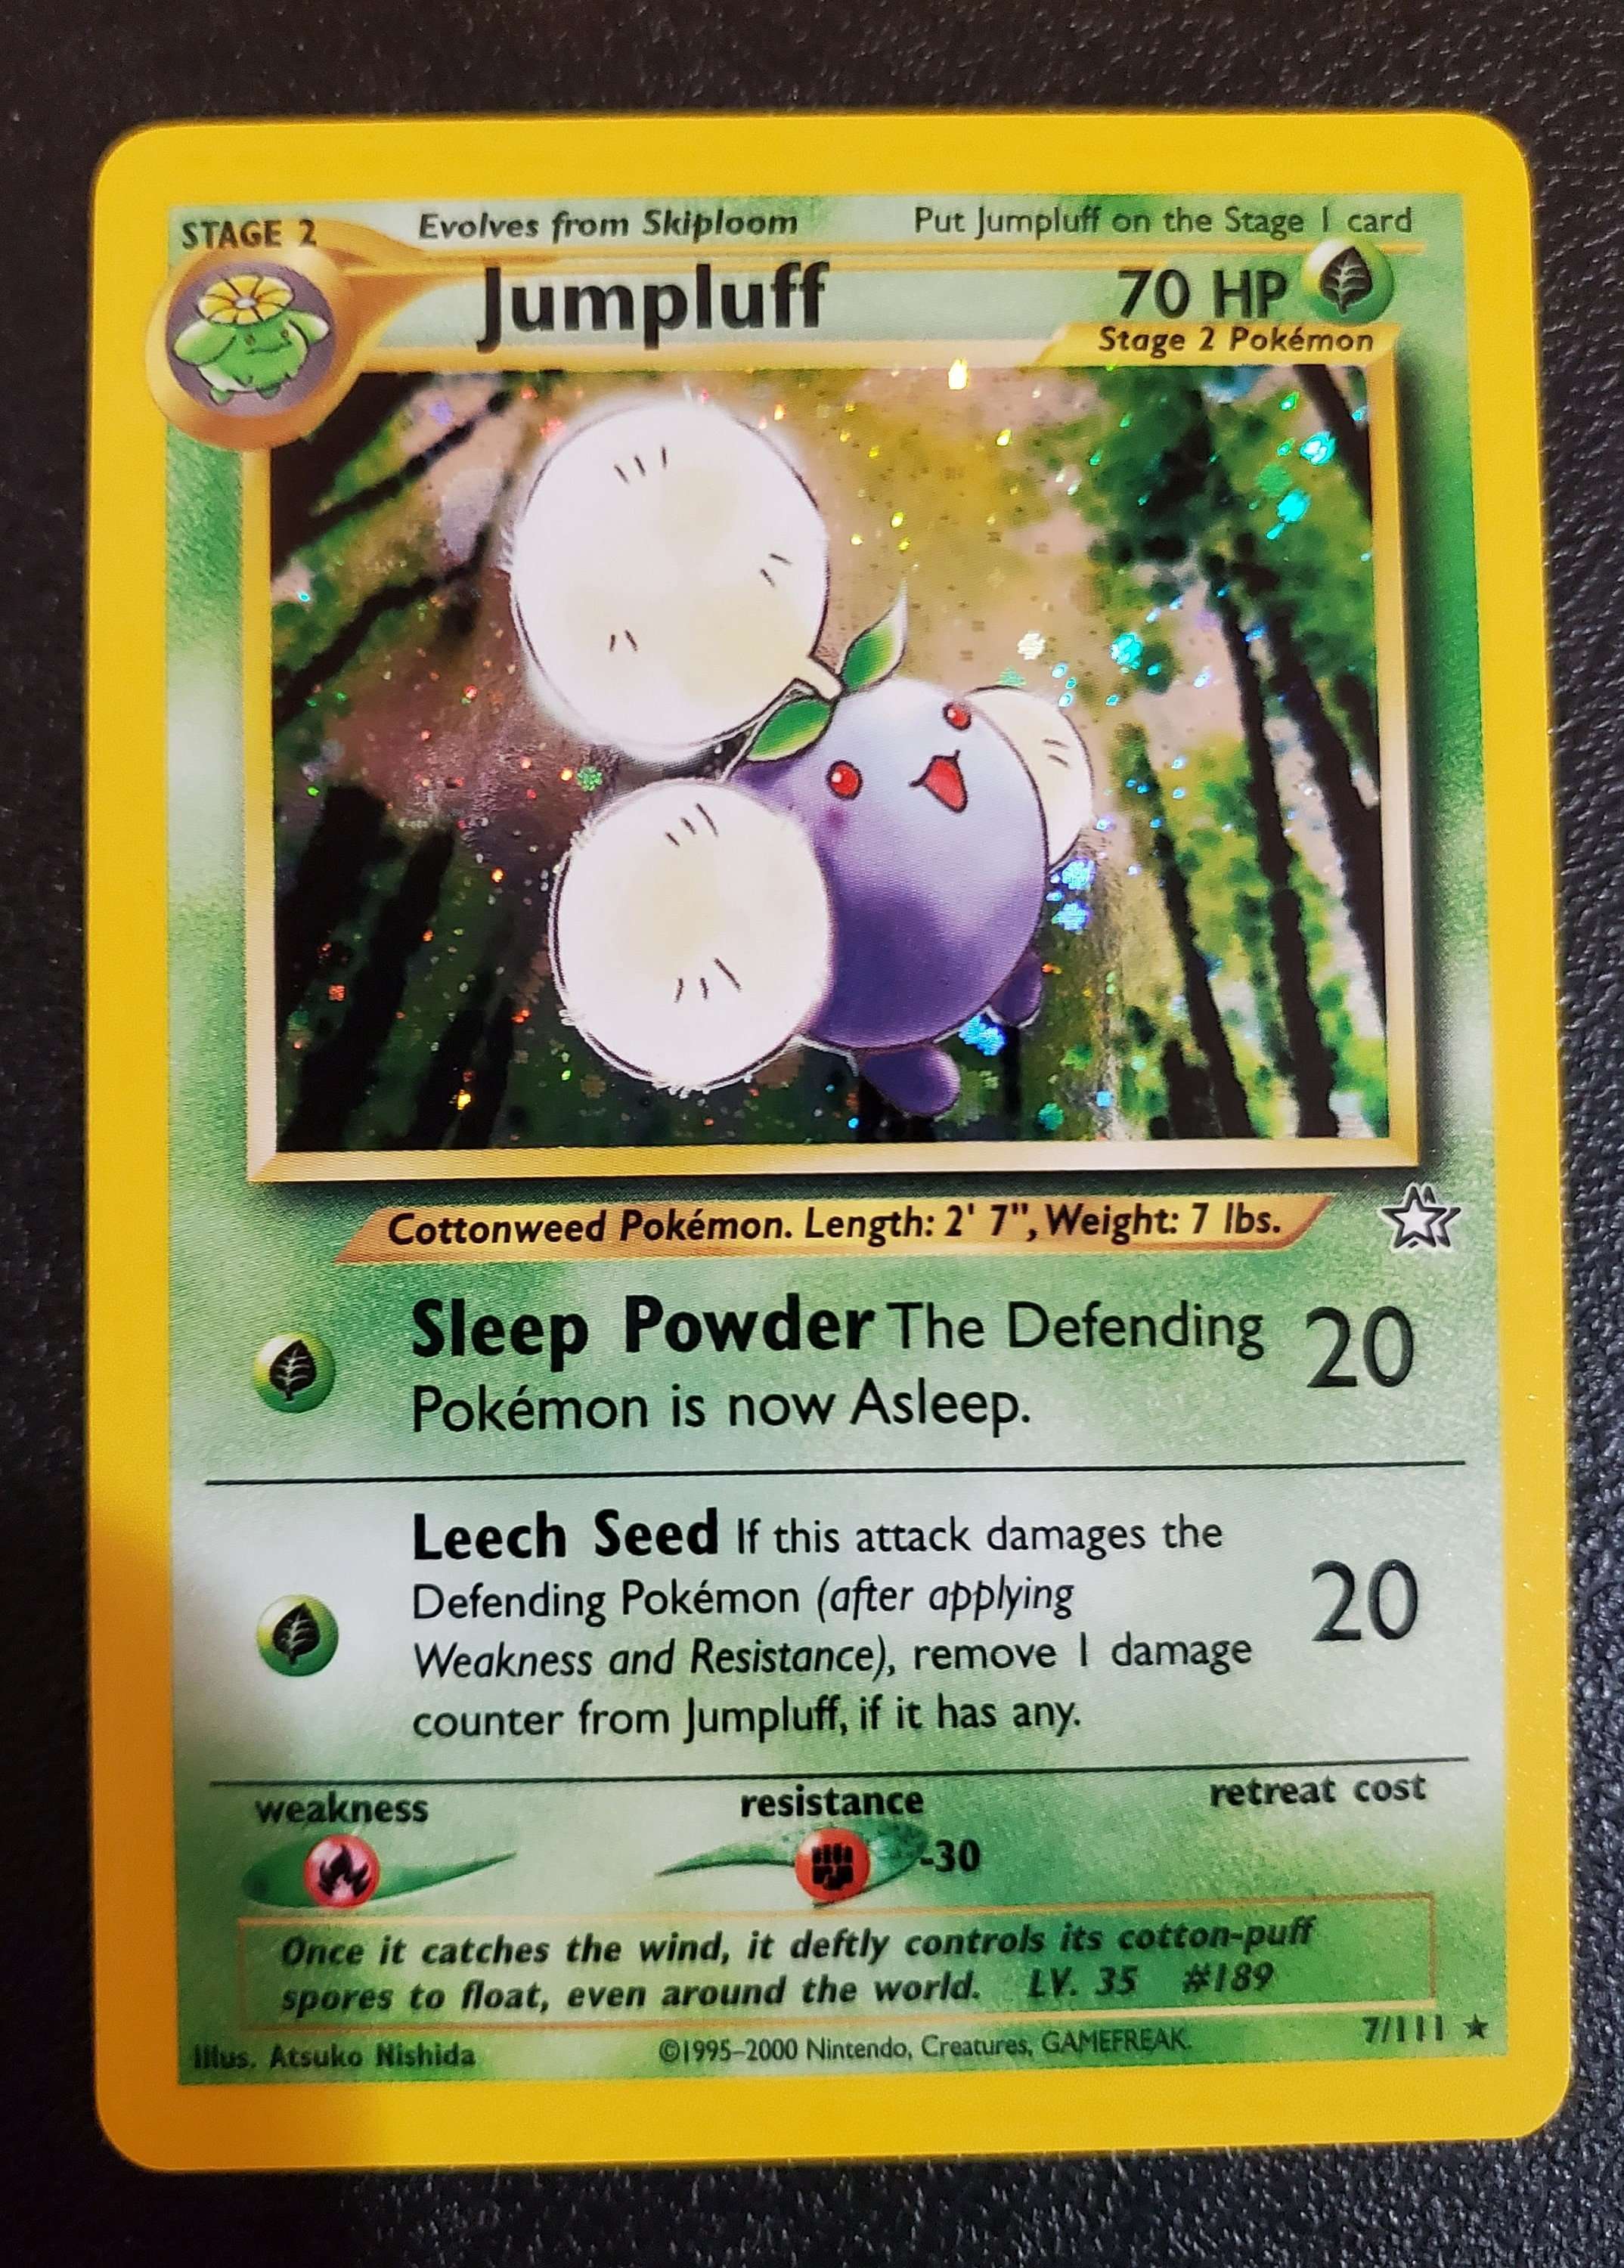 STAGE 2 Evolves from Skiploom Put Jumpluff on the Stage 1 card
Jumpluff 70 HP
Stage 2 Pokémon
Cottonweed Pokémon. Length: 2' 7", Weight: 7 lbs.
Sleep Powder The Defending 20
Pokémon is now Asleep.
Leech Seed If this attack damages the
Defending Pokémon (after applying 20
Weakness and Resistance), remove 1 damage
counter from Jumpluff, if it has any.
weakness resistance retreat cost
-30
Once it catches the wind, it deftly controls its cotton-puff
spores to float, even around the world. LV. 35 #189
7/111 ★
Illus. Atsuko Nishida ©1995–2000 Nintendo, Creatures, GAMEFREAK.